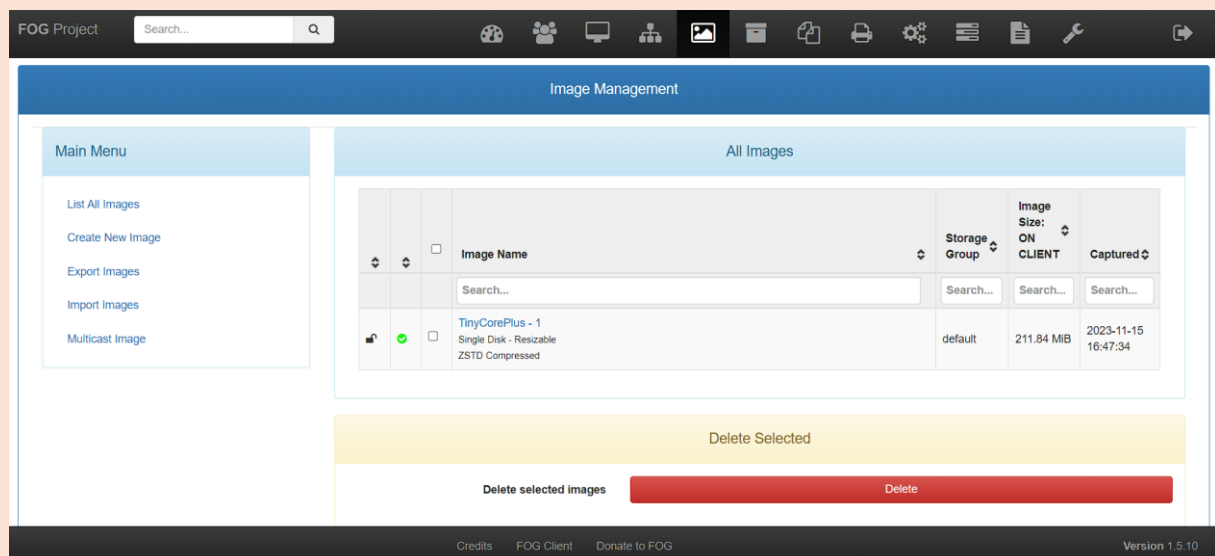 FOG Project
Search...
Image Management
Main Menu
List All Images
Create New Image
Export Images
Import Images
Multicast Image
All Images
Image Name
Storage
Group
Image
Size:
ON
CLIENT
Captured
Search...
Search...
Search...
Search...
TinyCorePlus - 1
Single Disk - Resizable
ZSTD Compressed
default
211.84 MiB
2023-11-15
16:47:34
Delete Selected
Delete selected images
Delete
Credits
FOG Client
Donate to FOG
Version 1.5.10